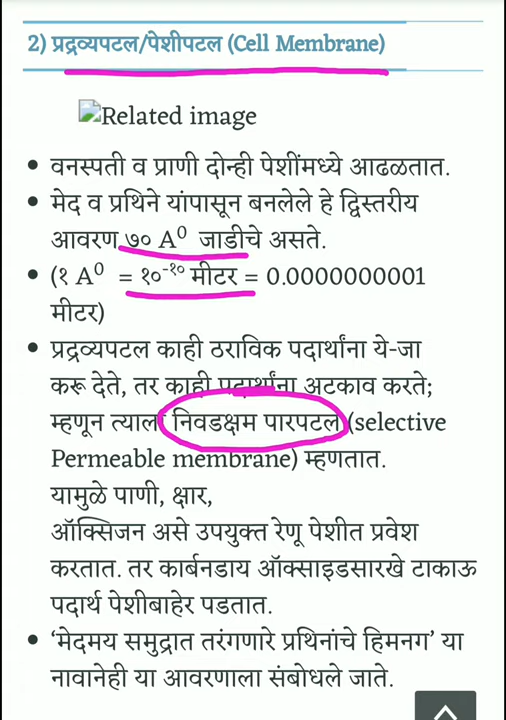 2) प्रद्रव्यपटल/पेशीपटल (Cell Membrane)
Related image
• वनस्पती व प्राणी दोन्ही पेशींमध्ये आढळतात.
• मेद व प्रथिने यांपासून बनलेले हे द्विस्तरीय
आवरण ७० A⁰ जाडीचे असते.
• (१ A⁰ = १०⁻¹⁰ मीटर = 0.0000000001
मीटर)
• प्रद्रव्यपटल काही ठराविक पदार्थांना ये-जा
करू देते, तर काही पदार्थांना अटकाव करते;
म्हणून त्याला निवडक्षम पारपटल (selective
Permeable membrane) म्हणतात.
यामुळे पाणी, क्षार,
ऑक्सिजन असे उपयुक्त रेणू पेशीत प्रवेश
करतात. तर कार्बनडाय ऑक्साइडसारखे टाकाऊ
पदार्थ पेशीबाहेर पडतात.
• ‘मेदमय समुद्रात तरंगणारे प्रथिनांचे हिमनग’ या
नावानेही या आवरणाला संबोधले जाते.